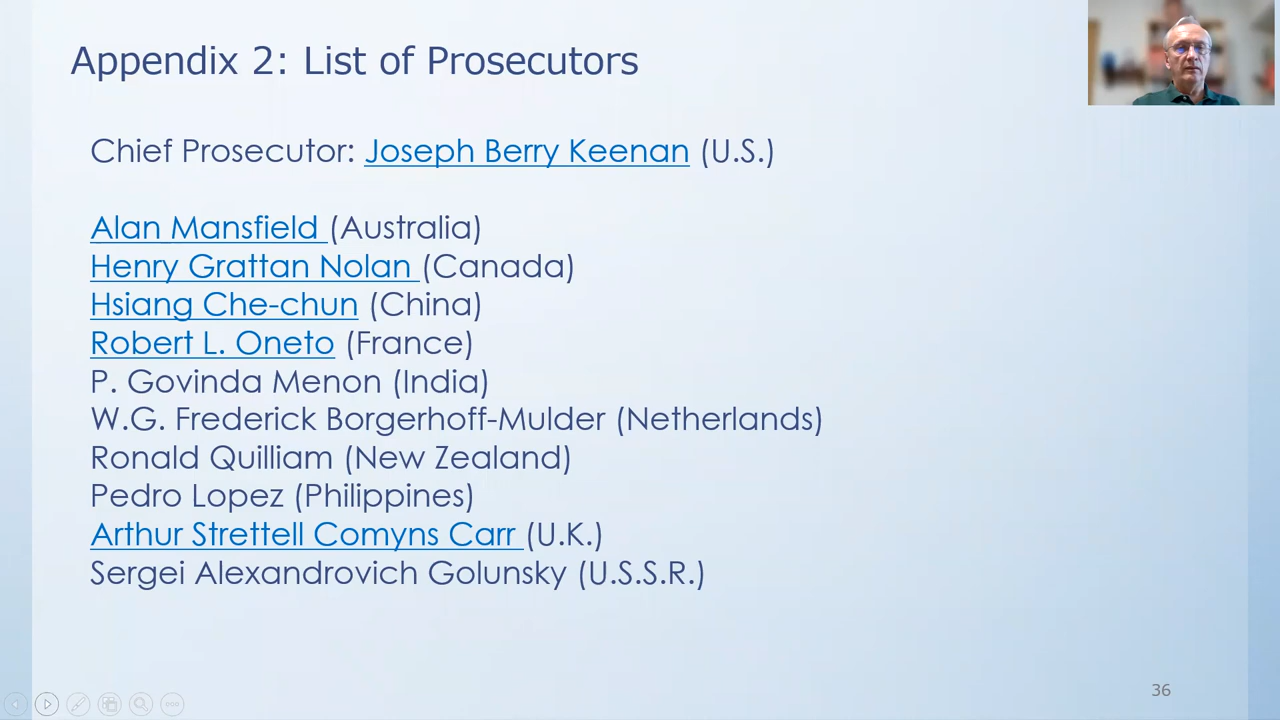 Appendix 2: List of Prosecutors
Chief Prosecutor: Joseph Berry Keenan (U.S.)
Alan Mansfield (Australia)
Henry Grattan Nolan (Canada)
Hsiang Che-chun (China)
Robert L. Oneto (France)
P. Govinda Menon (India)
W.G. Frederick Borgerhoff-Mulder (Netherlands)
Ronald Quilliam (New Zealand)
Pedro Lopez (Philippines)
Arthur Strettell Comyns Carr (U.K.)
Sergei Alexandrovich Golunsky (U.S.S.R.)
36